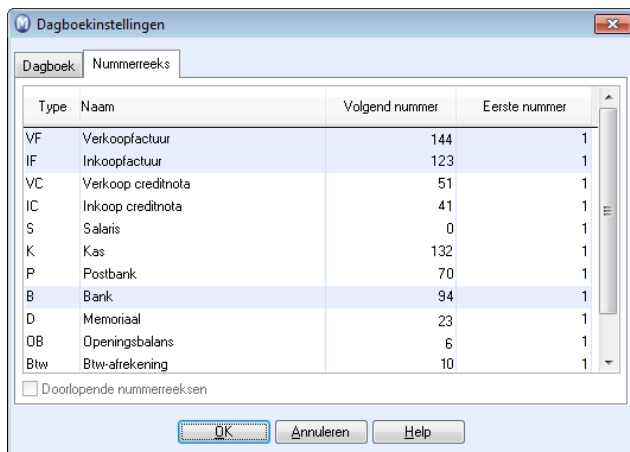 Dagboekinstellingen
Dagboek Nummerreeks
Type Naam Volgend nummer Eerste nummer
VF Verkoopfactuur 144 1
IF Inkoopfactuur 123 1
VC Verkoop creditnota 51 1
IC Inkoop creditnota 41 1
S Salaris 0 1
K Kas 132 1
P Postbank 70 1
B Bank 94 1
D Memoriaal 23 1
OB Openingsbalans 6 1
Btw Btw-afrekening 10 1
Doorlopende nummerreeksen
OK Annuleren Help